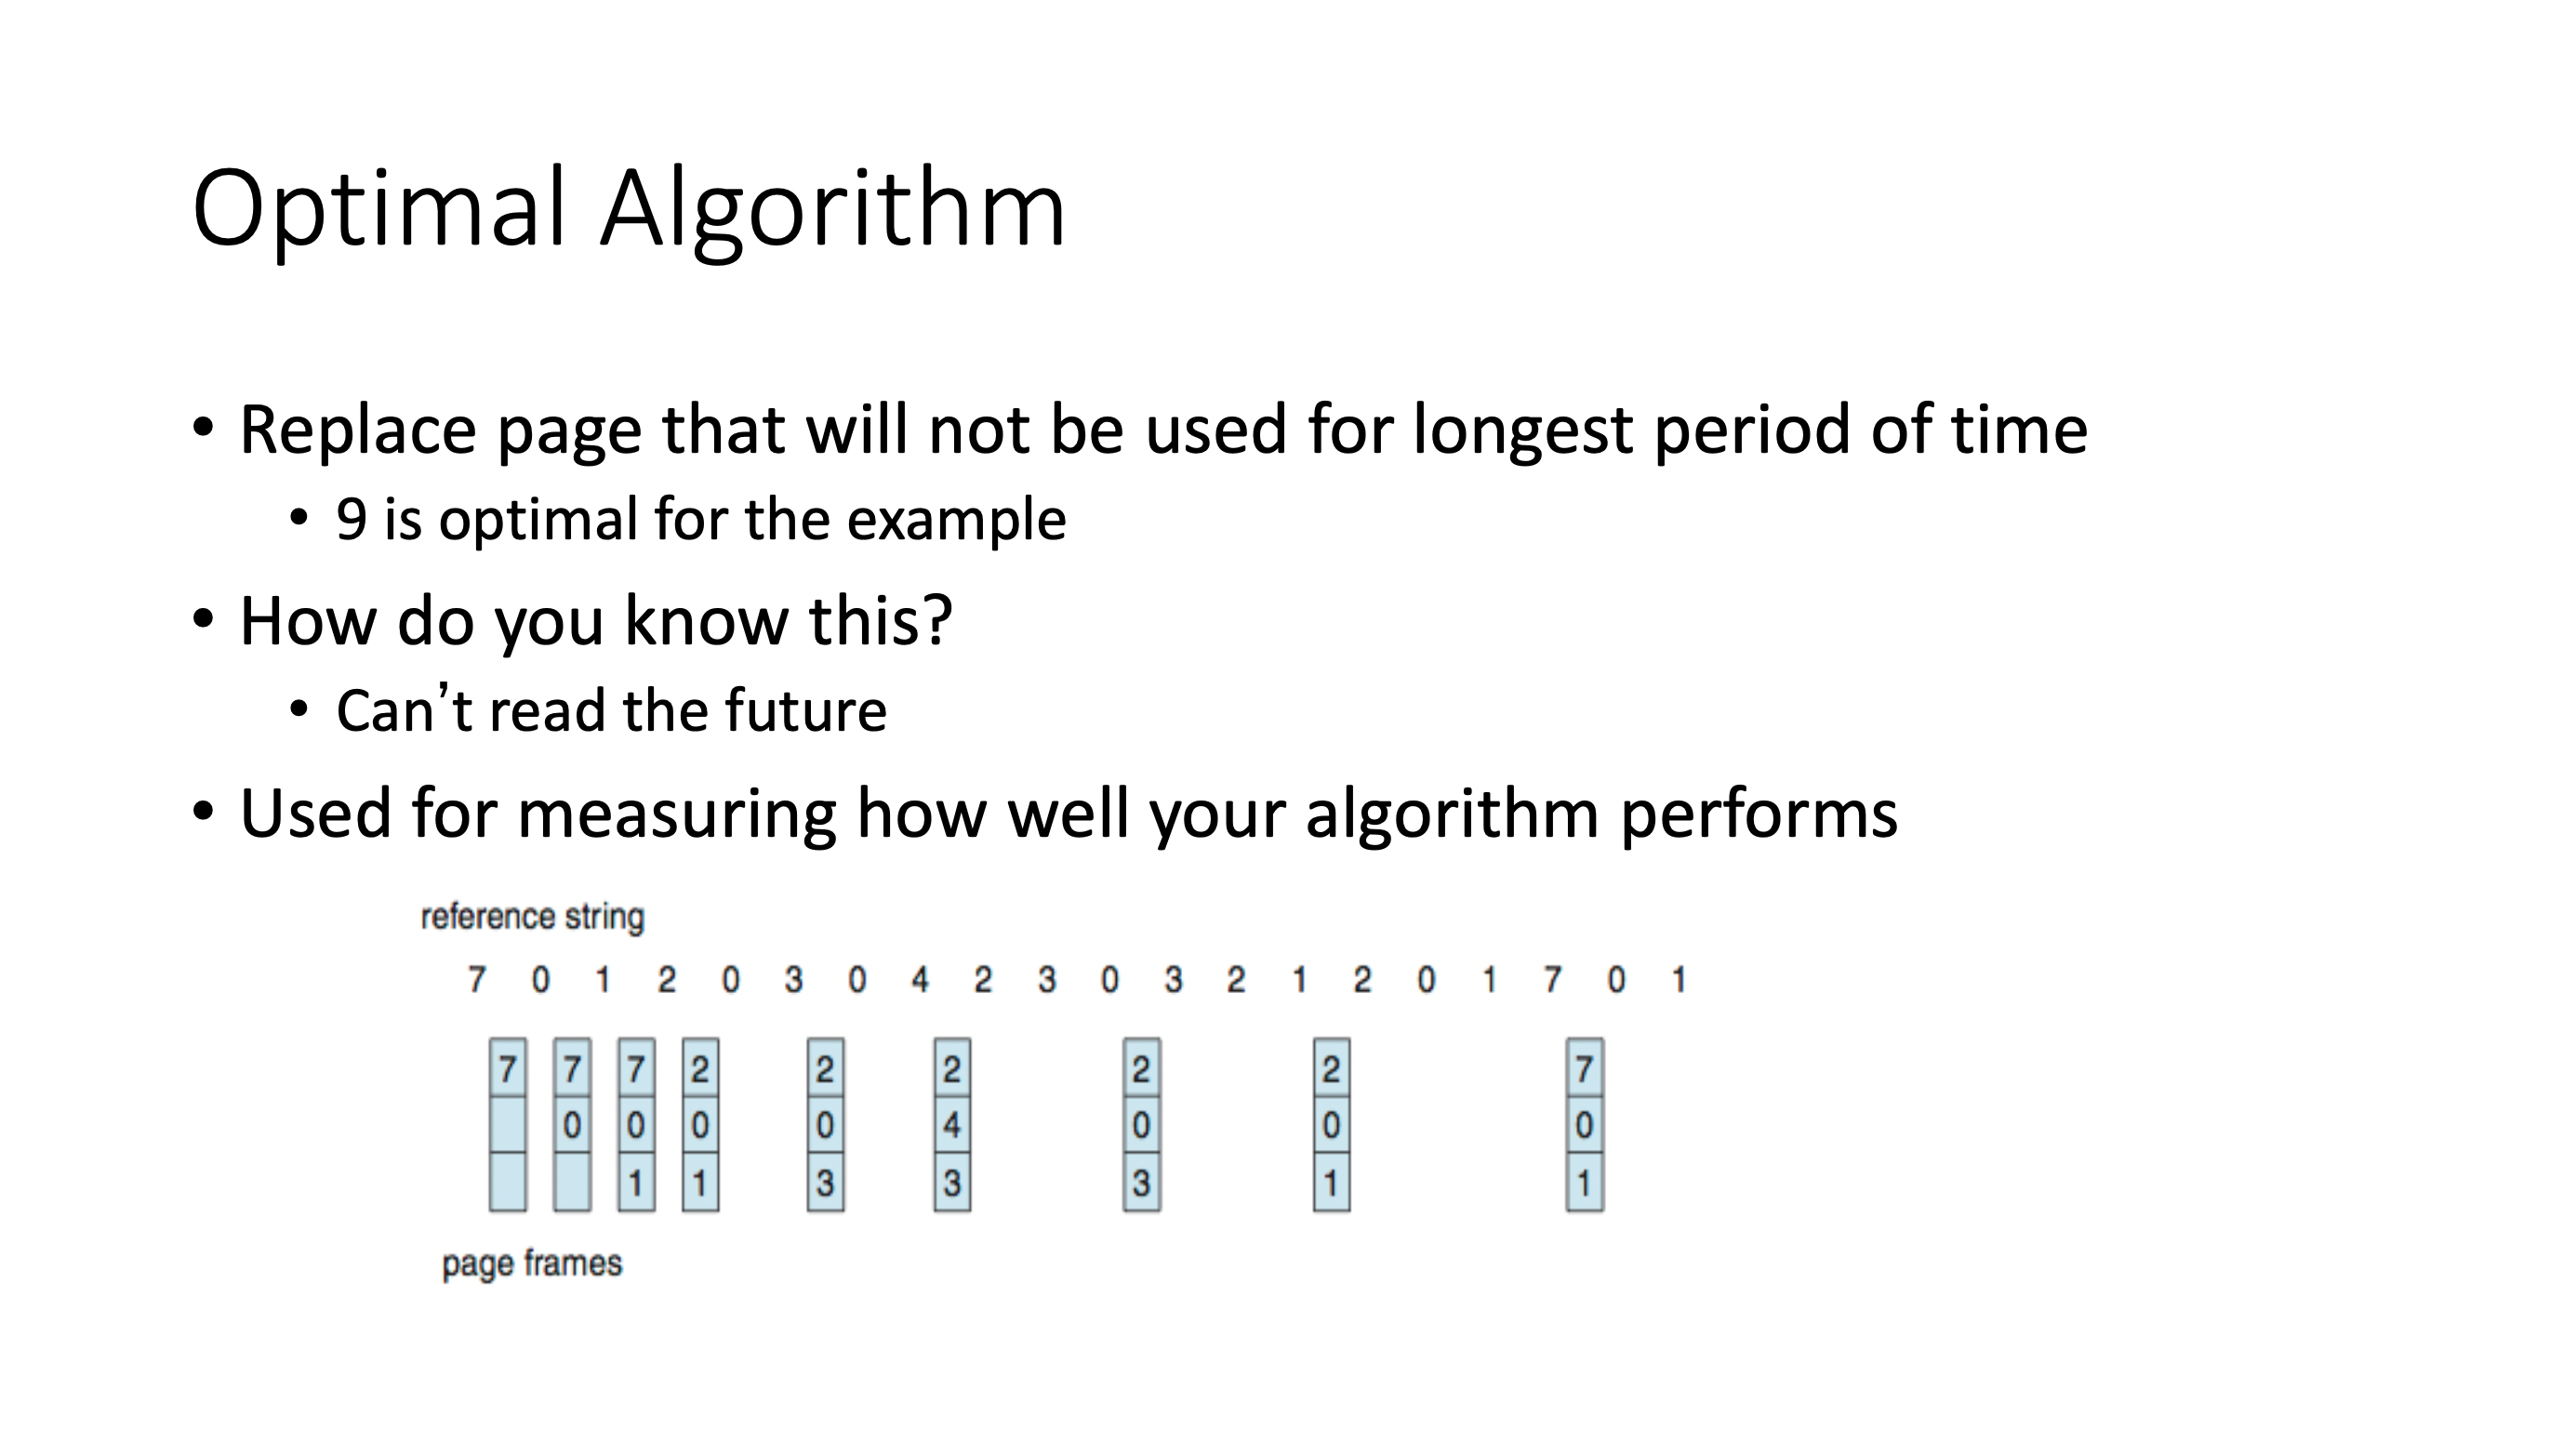 Optimal Algorithm
• Replace page that will not be used for longest period of time
• 9 is optimal for the example
• How do you know this?
• Can’t read the future
• Used for measuring how well your algorithm performs
reference string
7 0 1 2 0 3 0 4 2 3 0 3 2 1 2 0 1 7 0 1
7 7 7 2 2 2 2 2 7
0 0 0 0 4 0 0 0
1 1 3 3 3 1 1
page frames